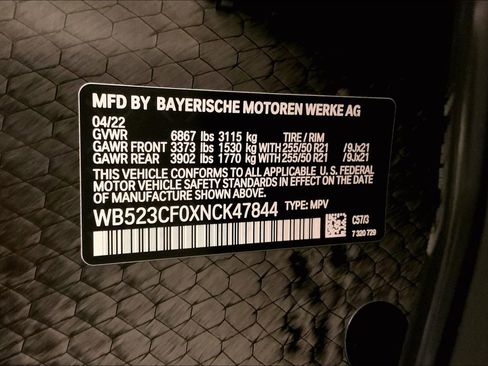 MFD BY BAYERISCHE MOTOREN WERKE AG
04/22
GVWR 6867 lbs 3115 kg TIRE / RIM
GAWR FRONT 3373 lbs 1530 kg WITH 255/50 R21 /9Jx21
GAWR REAR 3902 lbs 1770 kg WITH 255/50 R21 /9Jx21
THIS VEHICLE CONFORMS TO ALL APPLICABLE U.S. FEDERAL
MOTOR VEHICLE SAFETY STANDARDS IN EFFECT ON THE DATE
OF MANUFACTURE SHOWN ABOVE.
WB523CF0XNCK47844 TYPE: MPV
C57/3
7 320 729